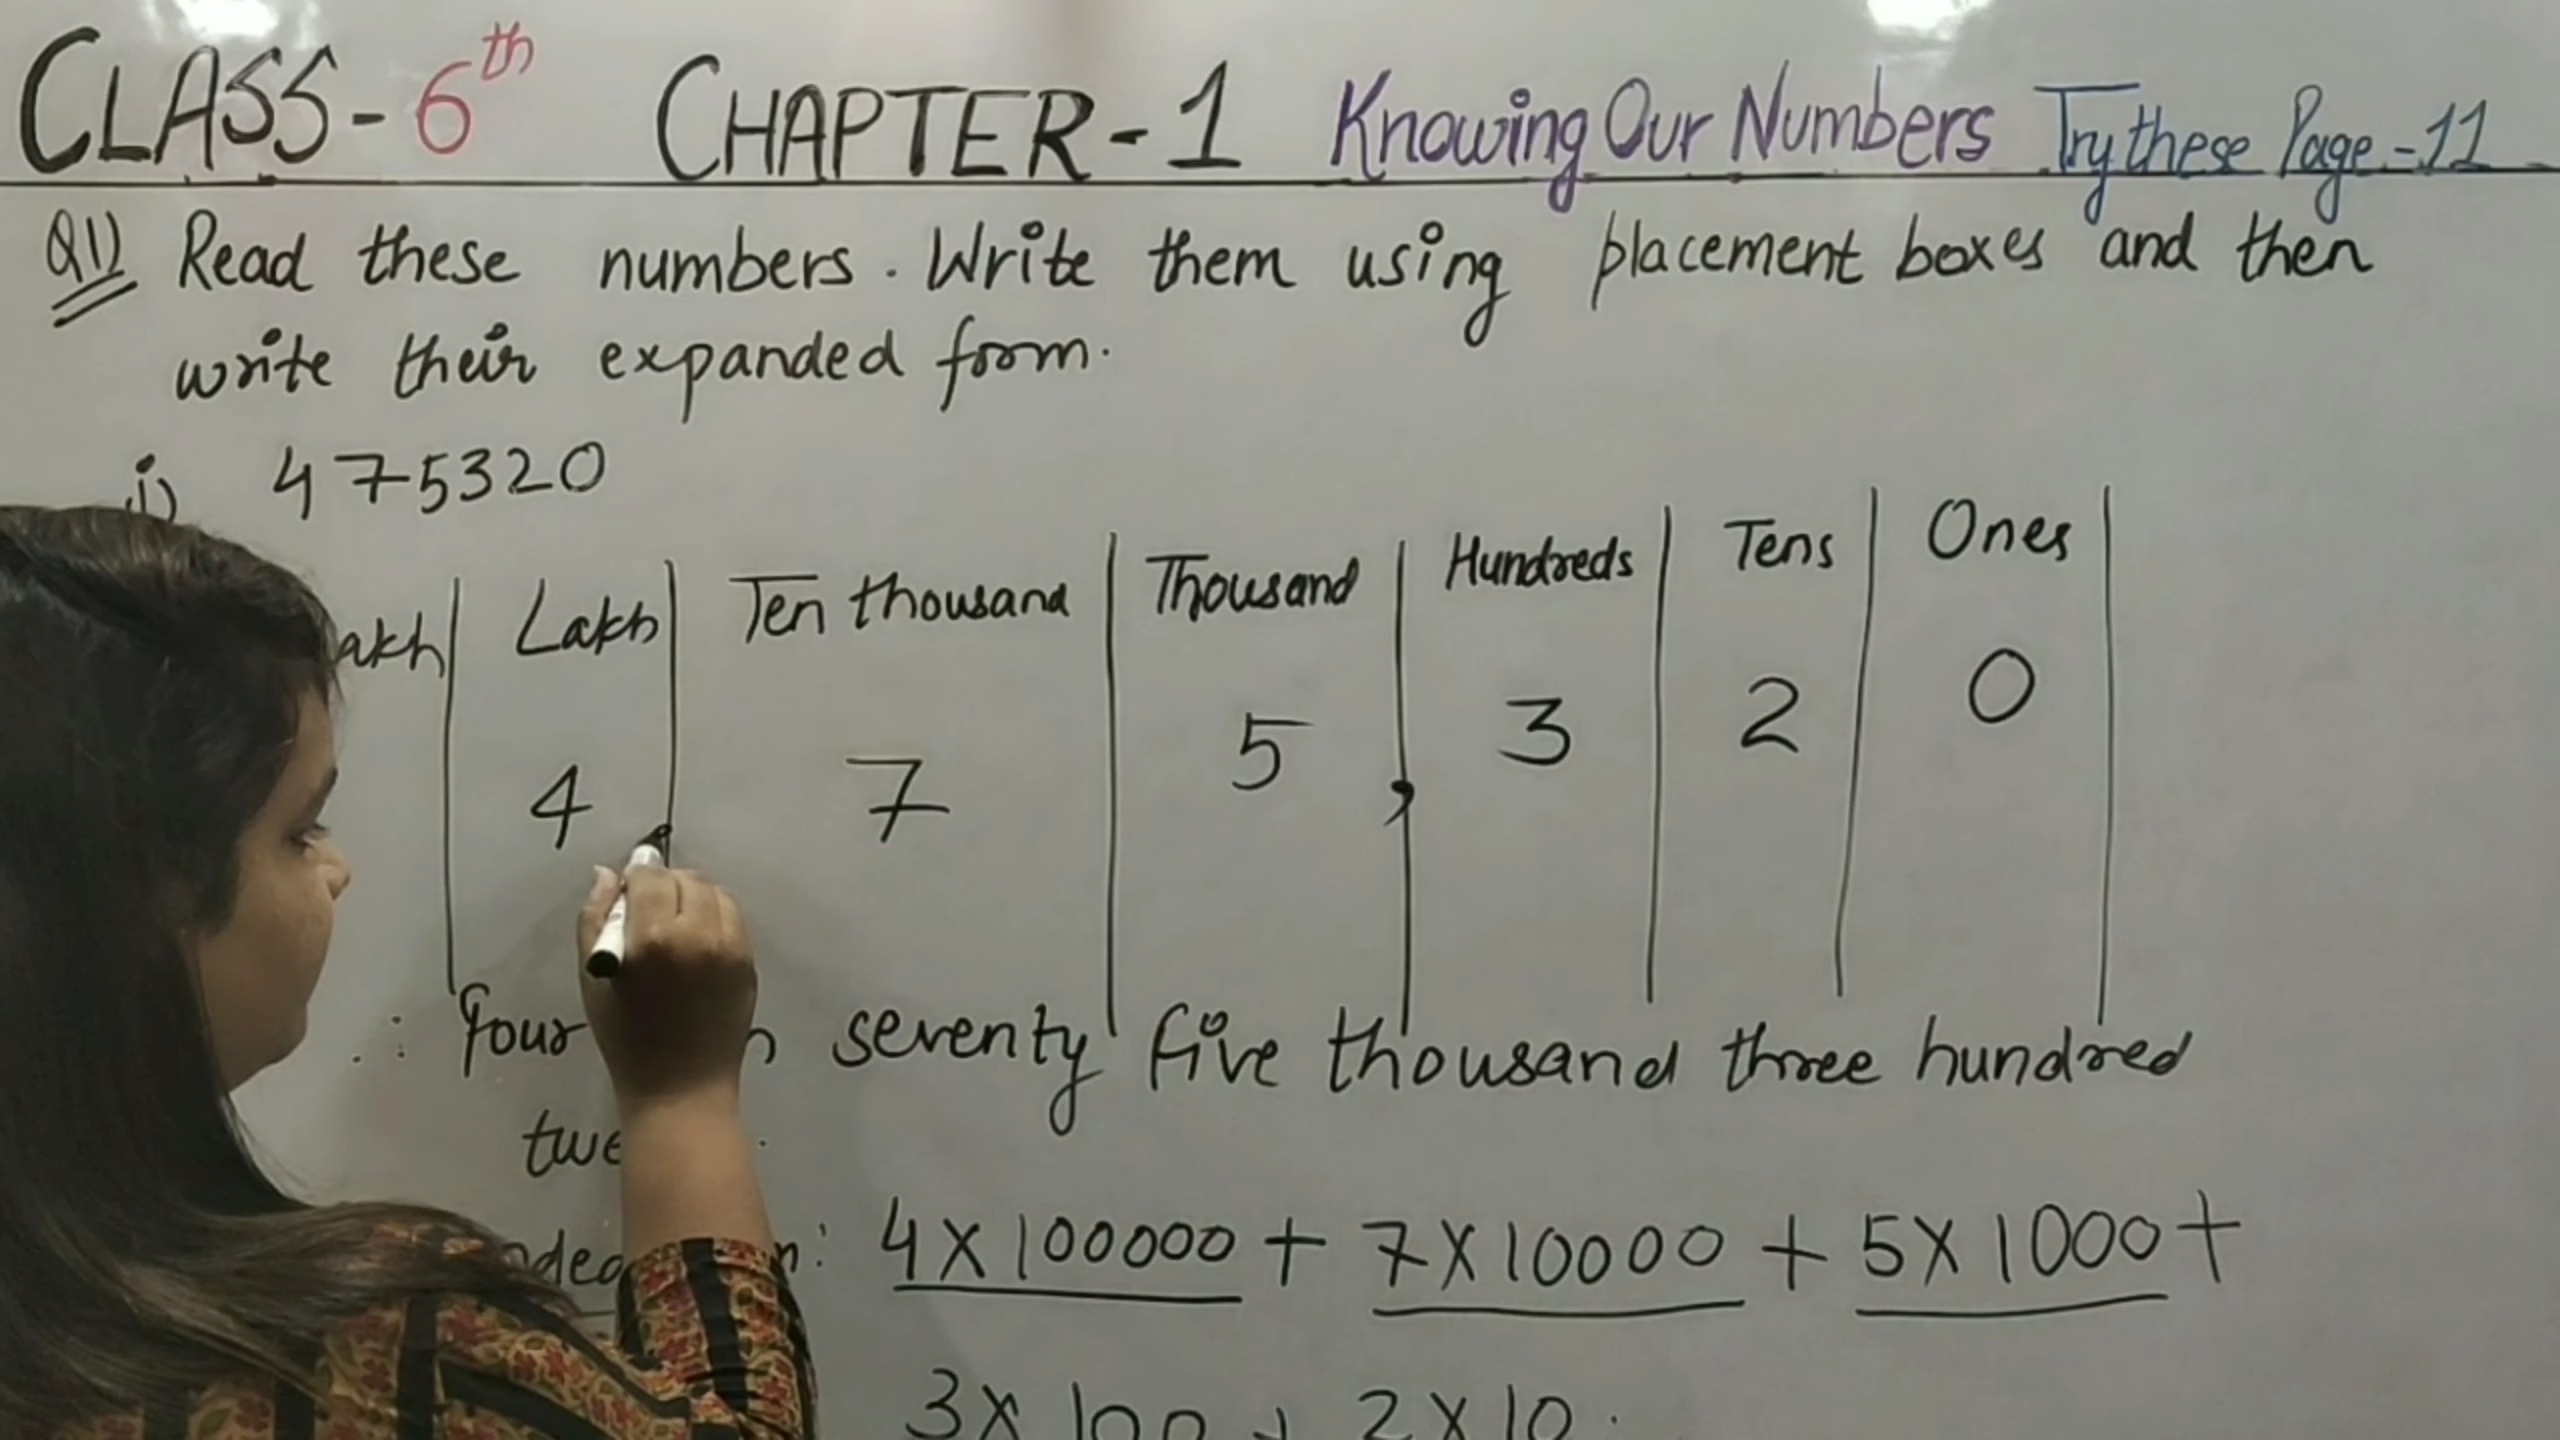 CLASS-6th CHAPTER-1 Knowing Our Numbers Try these Page-11
Q1) Read these numbers. Write them using placement boxes and then
write their expanded form.
i) 475320
akh Lakh Ten thousand Thousand Hundreds Tens Ones
4 7 5 , 3 2 0
∴ Four seventy five thousand three hundred
4 X 100000 + 7 X 10000 + 5 X 1000 +
3 X 100 + 2 X 10